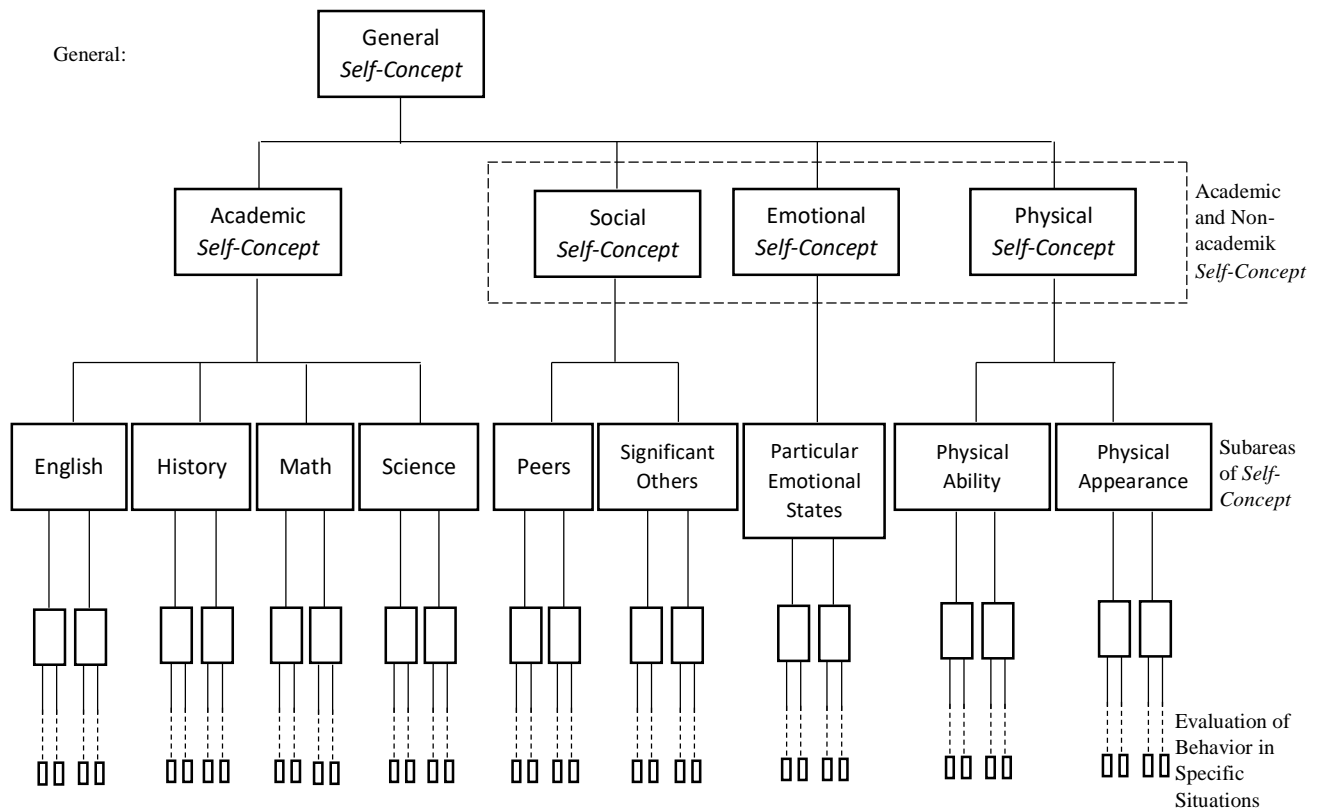 General:
General
Self-Concept
Academic
Self-Concept
Social
Self-Concept
Emotional
Self-Concept
Physical
Self-Concept
Academic
and Non-
academik
Self-Concept
English
History
Math
Science
Peers
Significant
Others
Particular
Emotional
States
Physical
Ability
Physical
Appearance
Subareas
of Self-
Concept
Evaluation of
Behavior in
Specific
Situations